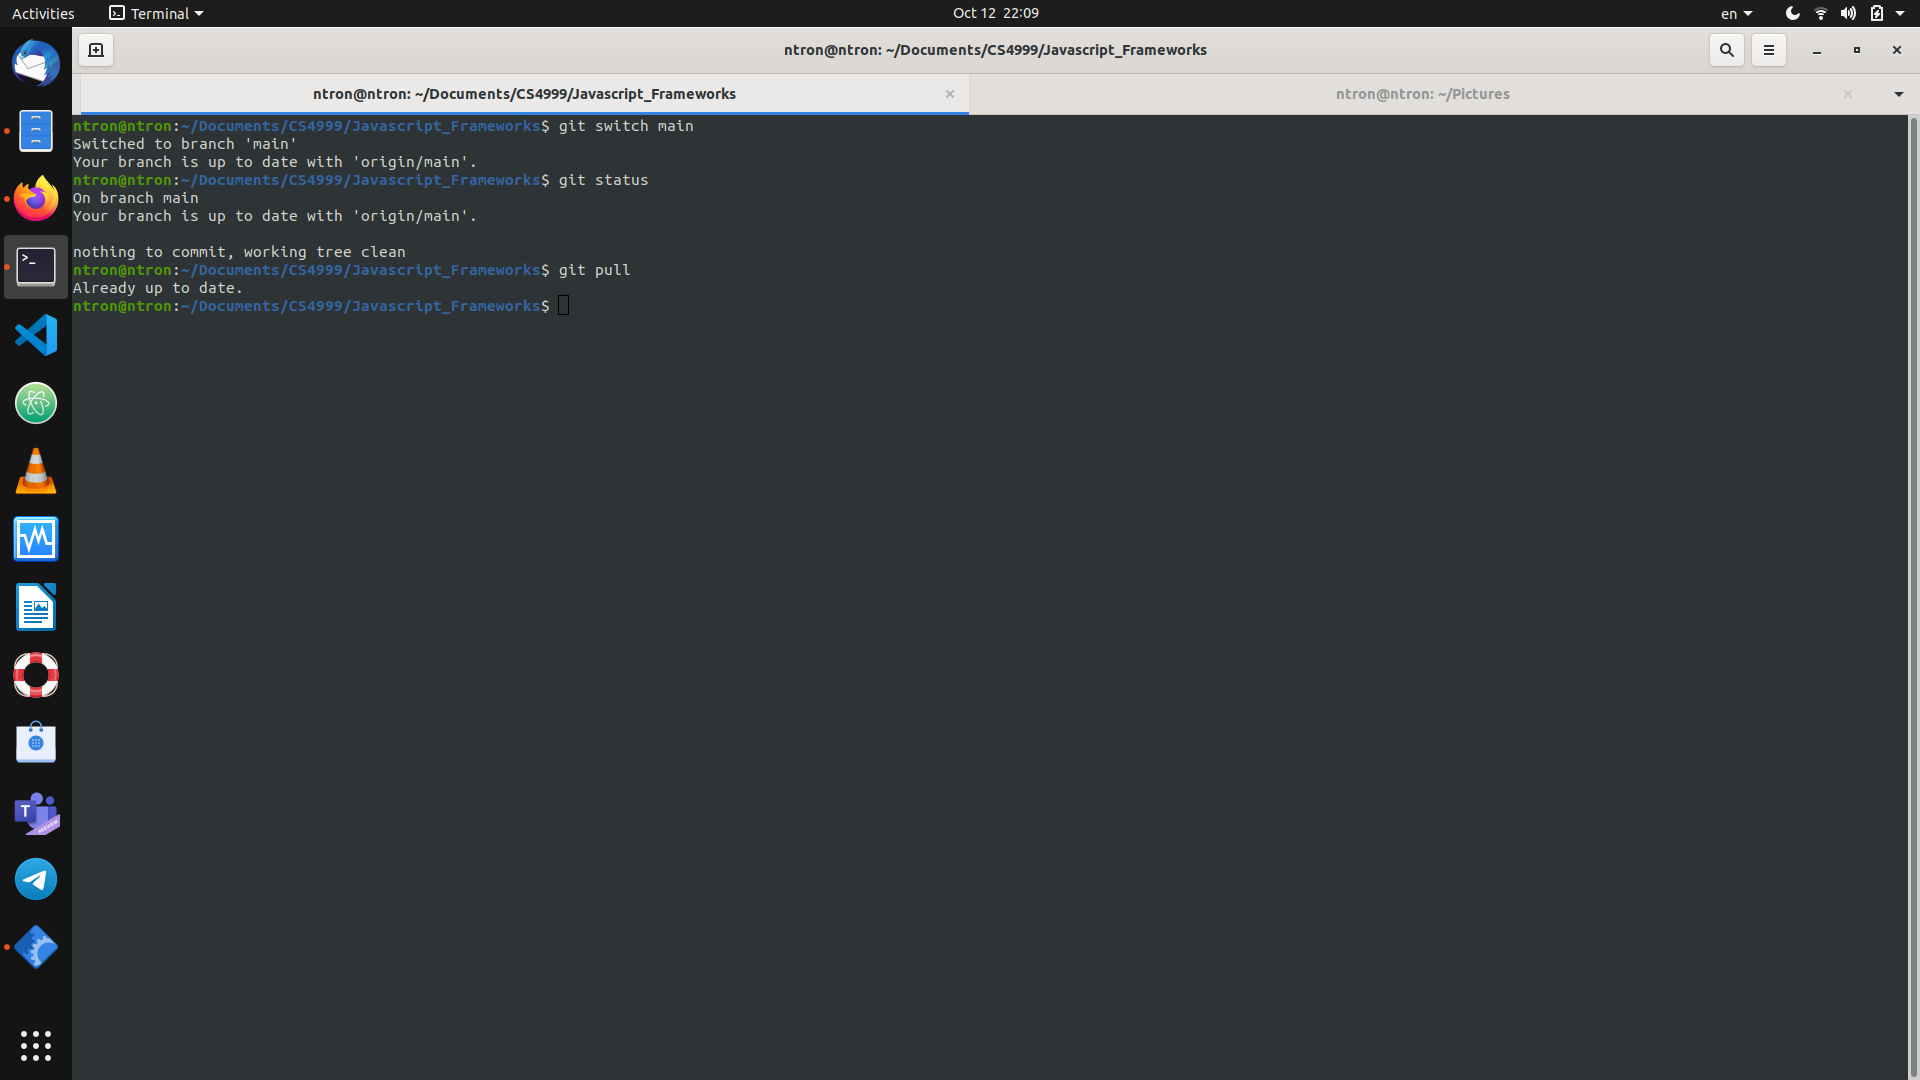 Activities
Terminal
Oct 12 22:09
en
ntron@ntron: ~/Documents/CS4999/Javascript_Frameworks
ntron@ntron: ~/Documents/CS4999/Javascript_Frameworks
ntron@ntron: ~/Pictures
ntron@ntron:~/Documents/CS4999/Javascript_Frameworks$ git switch main
Switched to branch 'main'
Your branch is up to date with 'origin/main'.
ntron@ntron:~/Documents/CS4999/Javascript_Frameworks$ git status
On branch main
Your branch is up to date with 'origin/main'.
nothing to commit, working tree clean
ntron@ntron:~/Documents/CS4999/Javascript_Frameworks$ git pull
Already up to date.
ntron@ntron:~/Documents/CS4999/Javascript_Frameworks$
T
PREVIEW